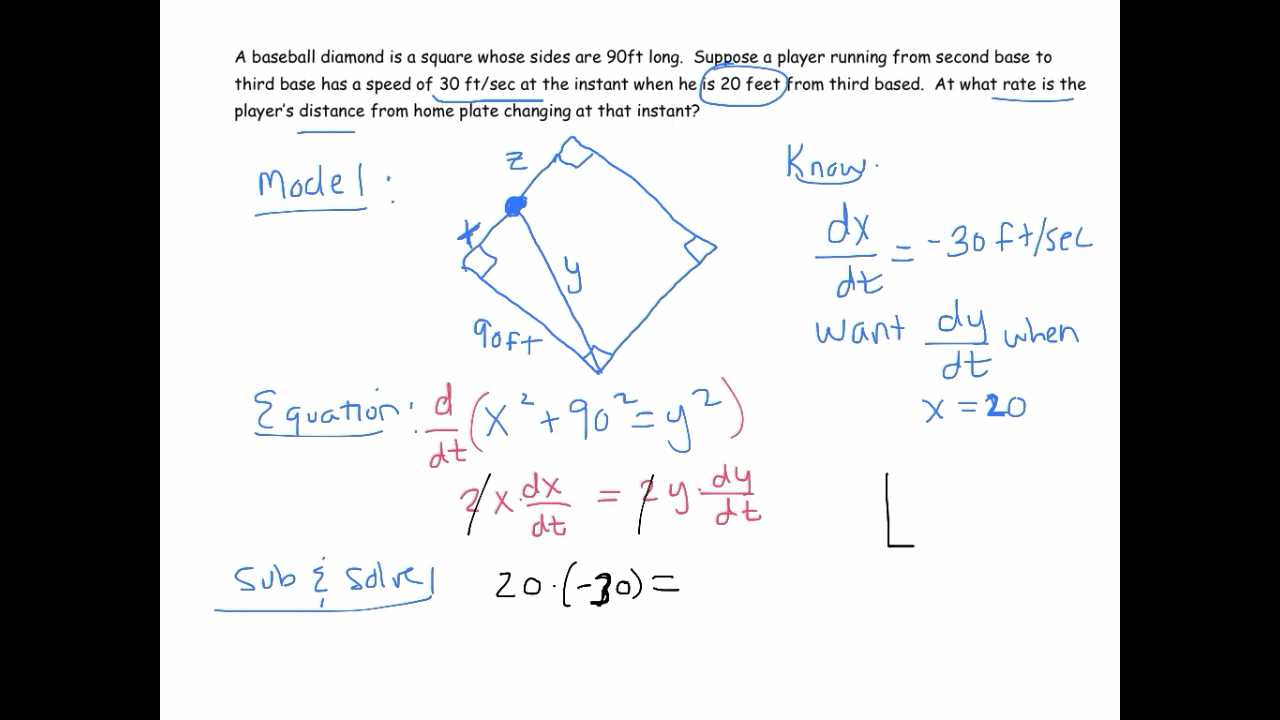 A baseball diamond is a square whose sides are 90ft long. Suppose a player running from second base to
third base has a speed of 30 ft/sec at the instant when he is 20 feet from third based. At what rate is the
player's distance from home plate changing at that instant?
Model:
z
x
y
90ft
Know.
dx/dt = -30 ft/sec
want dy/dt when
x = 20
Equation: d/dt (x² + 90² = y²)
2x · dx/dt = 2y · dy/dt
Sub & solve 20 · (-30) =